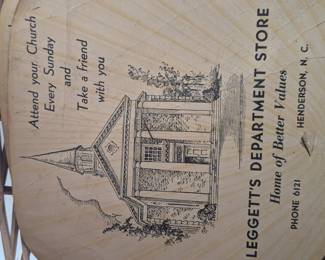 Attend your Church
Every Sunday
and
Take a friend
with you
LEGGETT'S DEPARTMENT STORE
Home of Better Values
PHONE 6121
HENDERSON, N. C.